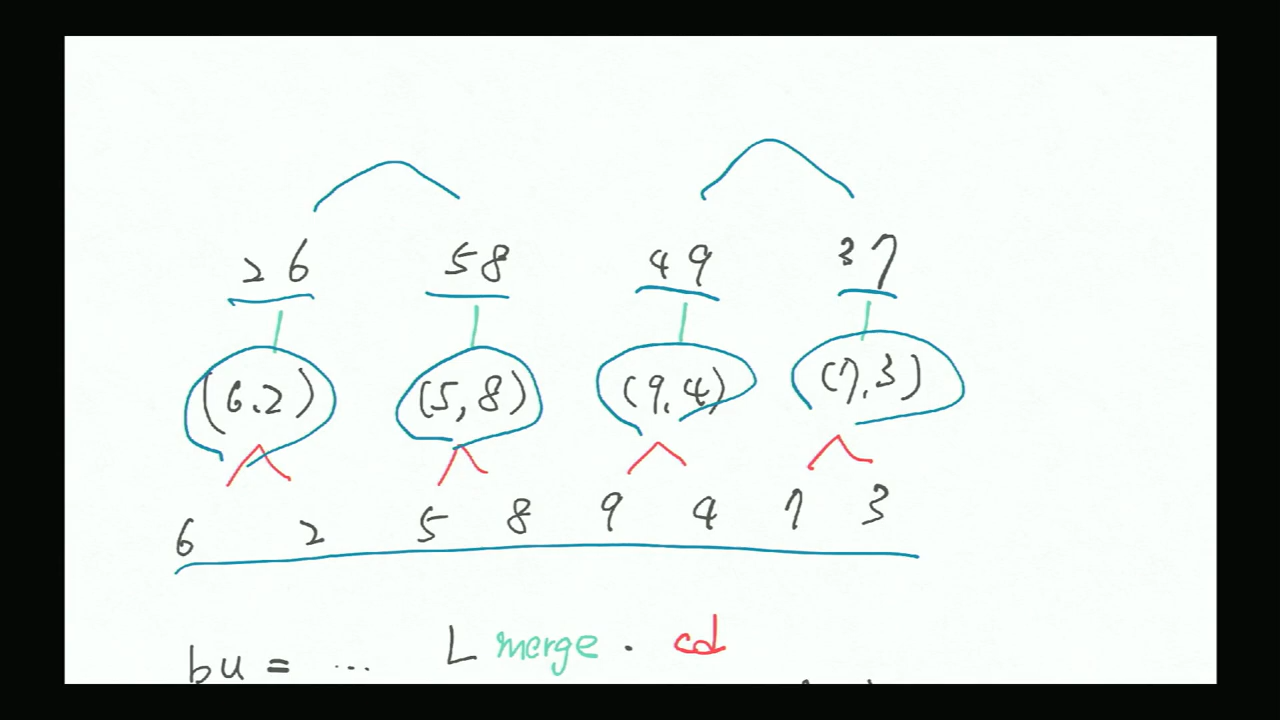 26 58 49 37
(6,2) (5,8) (9,4) (7,3)
6 2 5 8 9 4 7 3
bu = ... L merge . cd